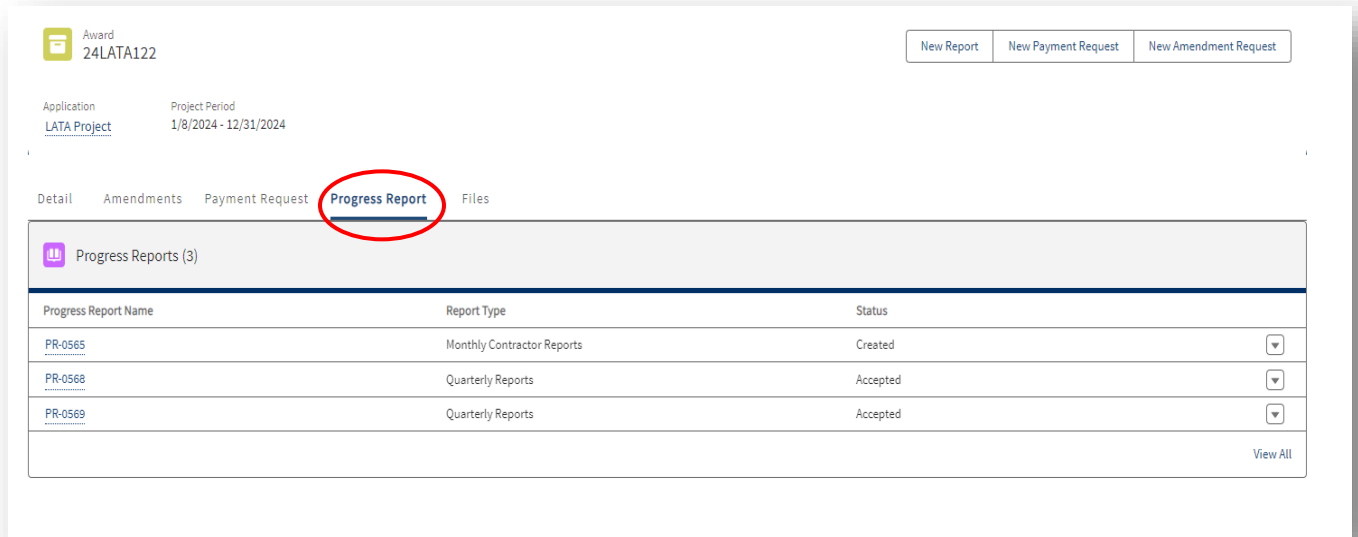 Award
24LATA122
New Report New Payment Request New Amendment Request
Application Project Period
LATA Project 1/8/2024 - 12/31/2024
Detail Amendments Payment Request Progress Report Files
Progress Reports (3)
Progress Report Name Report Type Status
PR-0565 Monthly Contractor Reports Created
PR-0568 Quarterly Reports Accepted
PR-0569 Quarterly Reports Accepted
View All